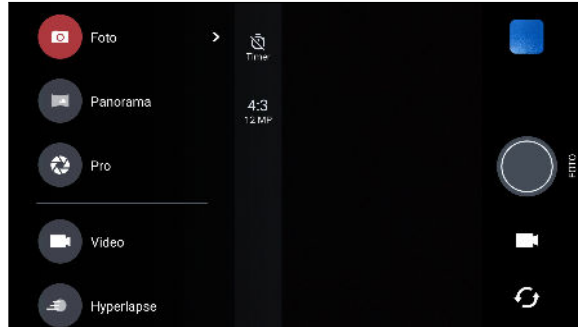 Foto
Timer
Panorama
4:3
12 MP
Pro
FOTO
Video
Hyperlapse